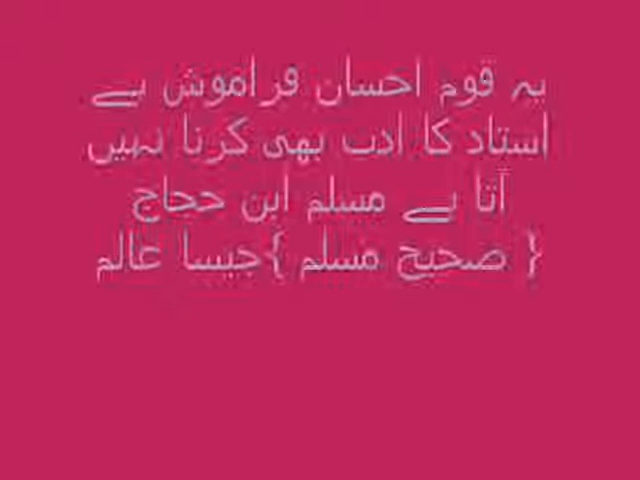 یہ قوم احسان فراموش ہے
استاد کا ادب بھی کرنا نہیں
آتا ہے مسلم ابن حجاج
{ صحیح مسلم }جیسا عالم